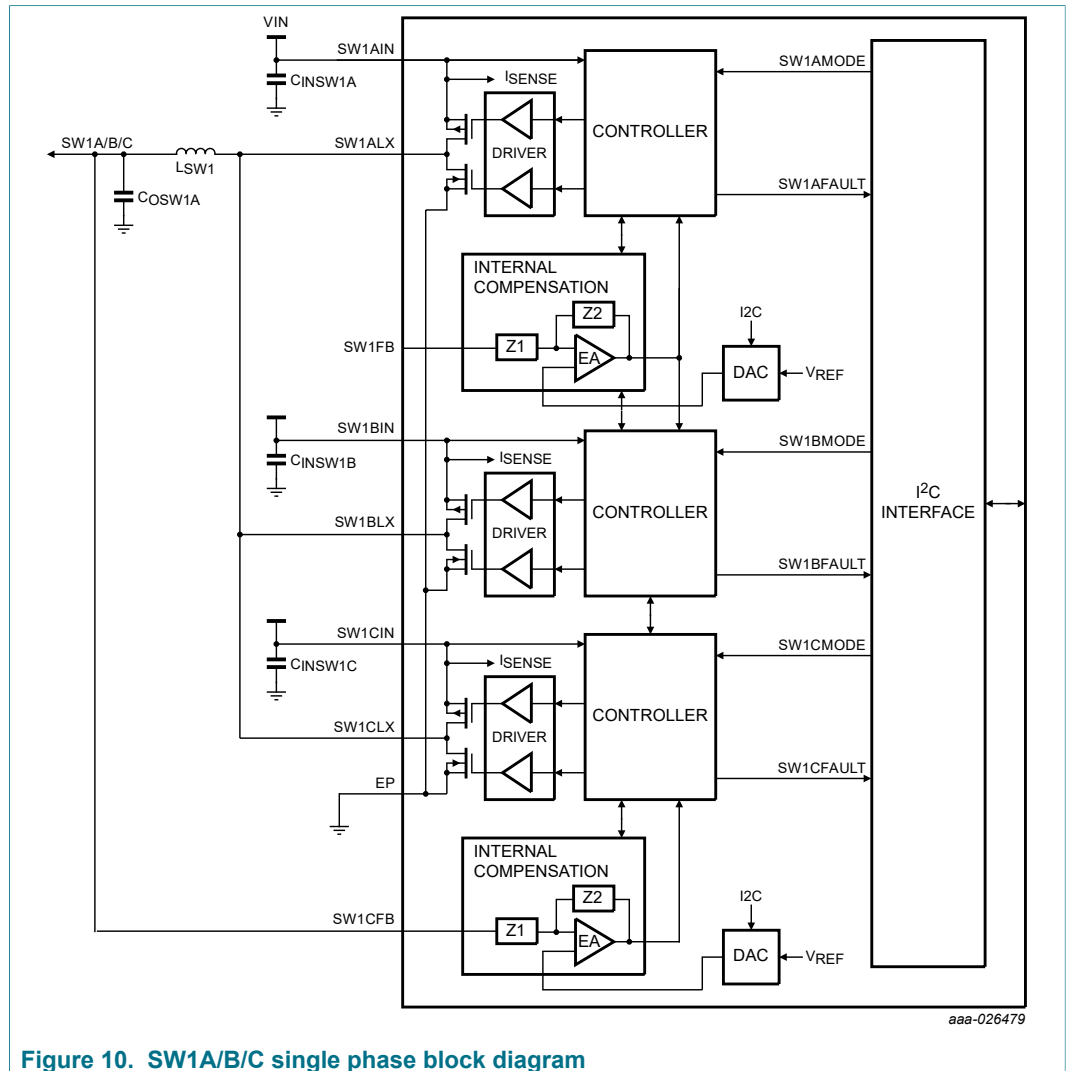 VIN
SW1AIN
CINSW1A
ISENSE
CONTROLLER
SW1AMODE
SW1A/B/C
LSW1
SW1ALX
DRIVER
COSW1A
SW1AFAULT
INTERNAL
COMPENSATION
Z2
I2C
SW1FB
Z1
EA
DAC
VREF
SW1BIN
SW1BMODE
CINSW1B
ISENSE
CONTROLLER
I2C
INTERFACE
SW1BLX
DRIVER
SW1BFAULT
SW1CIN
SW1CMODE
CINSW1C
ISENSE
CONTROLLER
SW1CLX
DRIVER
EP
SW1CFAULT
INTERNAL
COMPENSATION
Z2
I2C
SW1CFB
Z1
EA
DAC
VREF
aaa-026479
Figure 10. SW1A/B/C single phase block diagram